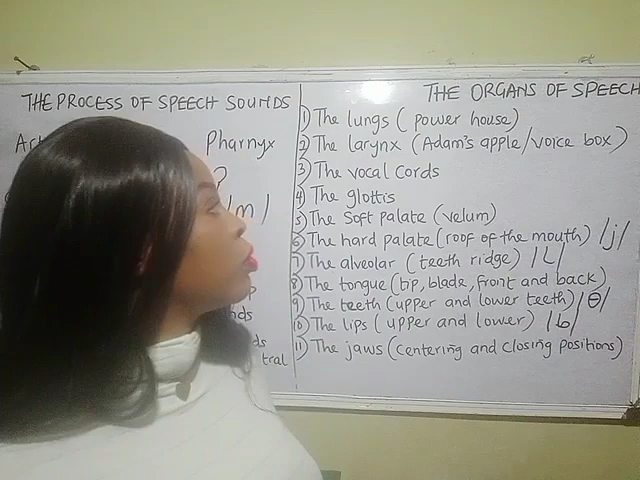 THE PROCESS OF SPEECH SOUNDS
Pharnyx
?
/m/
THE ORGANS OF SPEECH
1) The lungs (power house)
2) The larynx (Adam's apple/voice box)
3) The vocal cords
4) The glottis
5) The soft palate (velum)
6) The hard palate (roof of the mouth) /j/
7) The alveolar (teeth ridge) /L/
8) The tongue (tip, blade, front and back)
9) The teeth (upper and lower teeth) /θ/
10) The lips (upper and lower) /b/
11) The jaws (centering and closing positions)